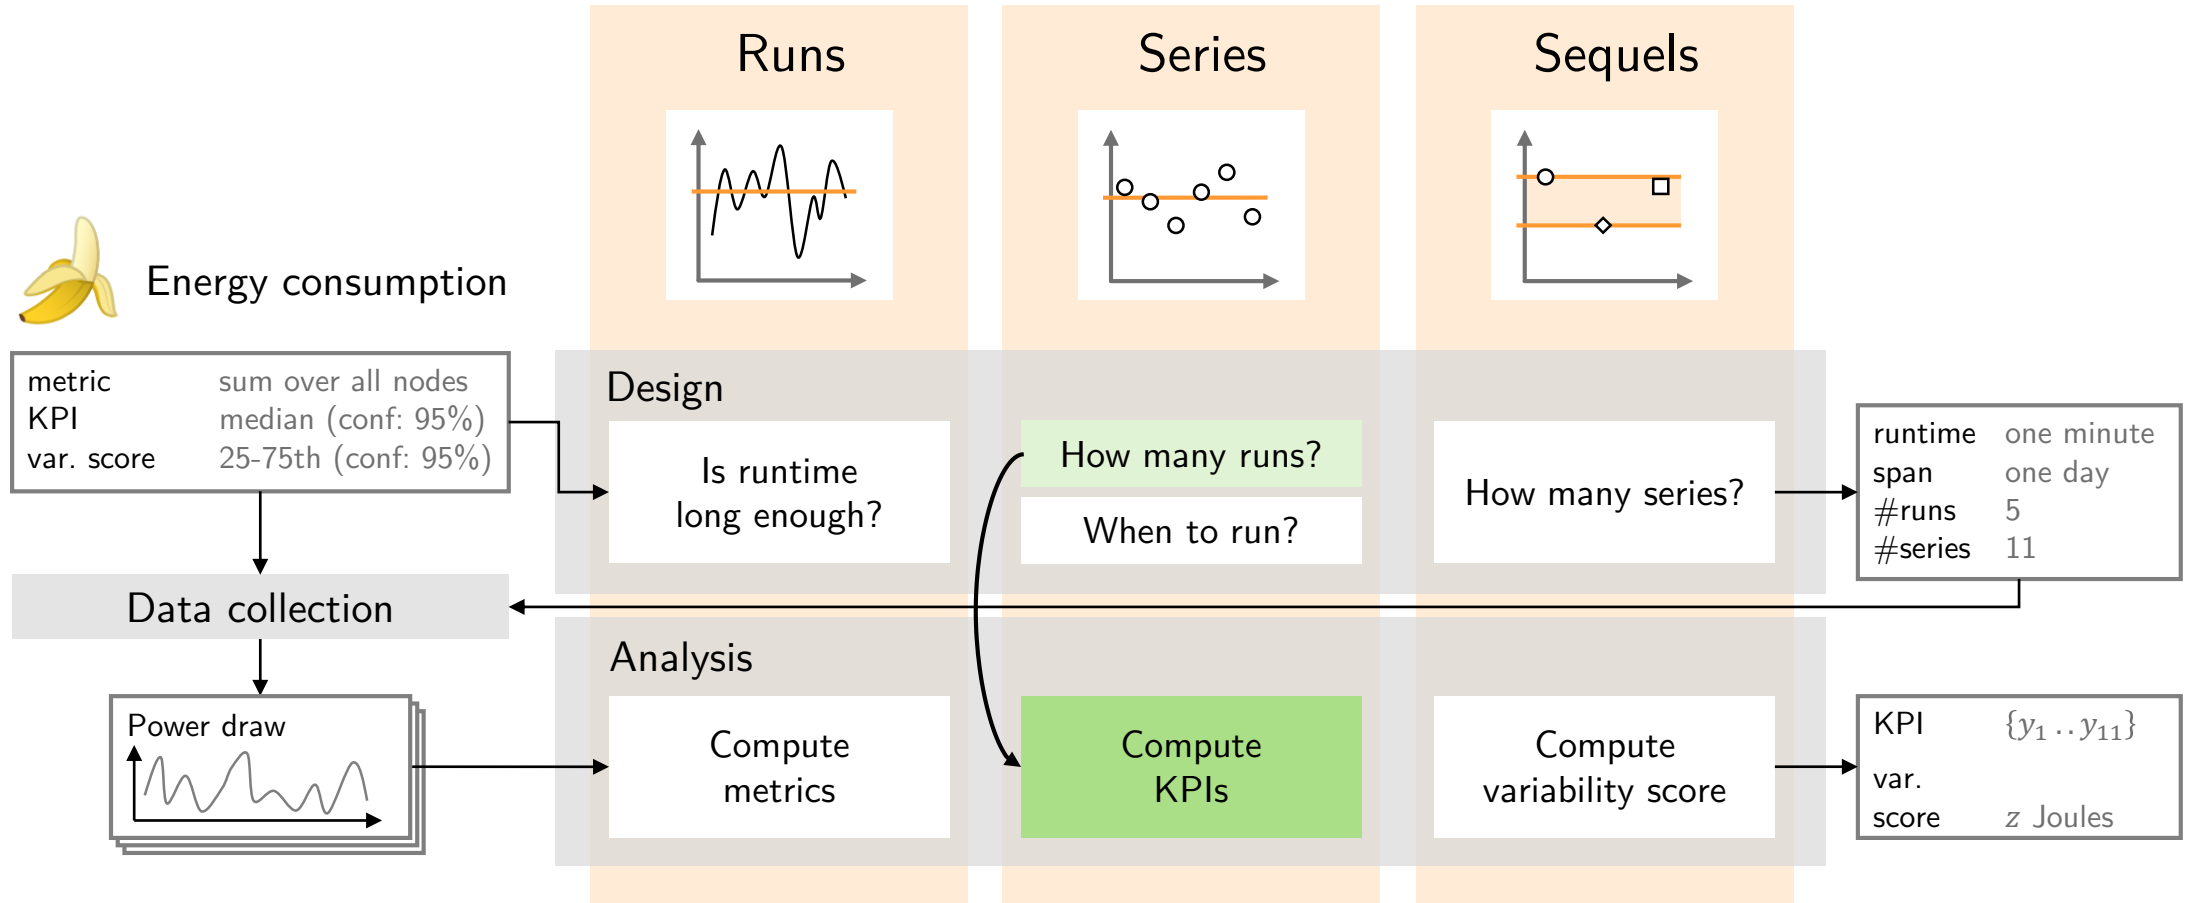 Runs
Series
Sequels
Energy consumption
metric sum over all nodes
KPI median (conf: 95%)
var. score 25-75th (conf: 95%)
Design
Is runtime
long enough?
How many runs?
When to run?
How many series?
runtime one minute
span one day
#runs 5
#series 11
Data collection
Analysis
Power draw
Compute
metrics
Compute
KPIs
Compute
variability score
KPI {y₁ .. y₁₁}
var.
score z Joules